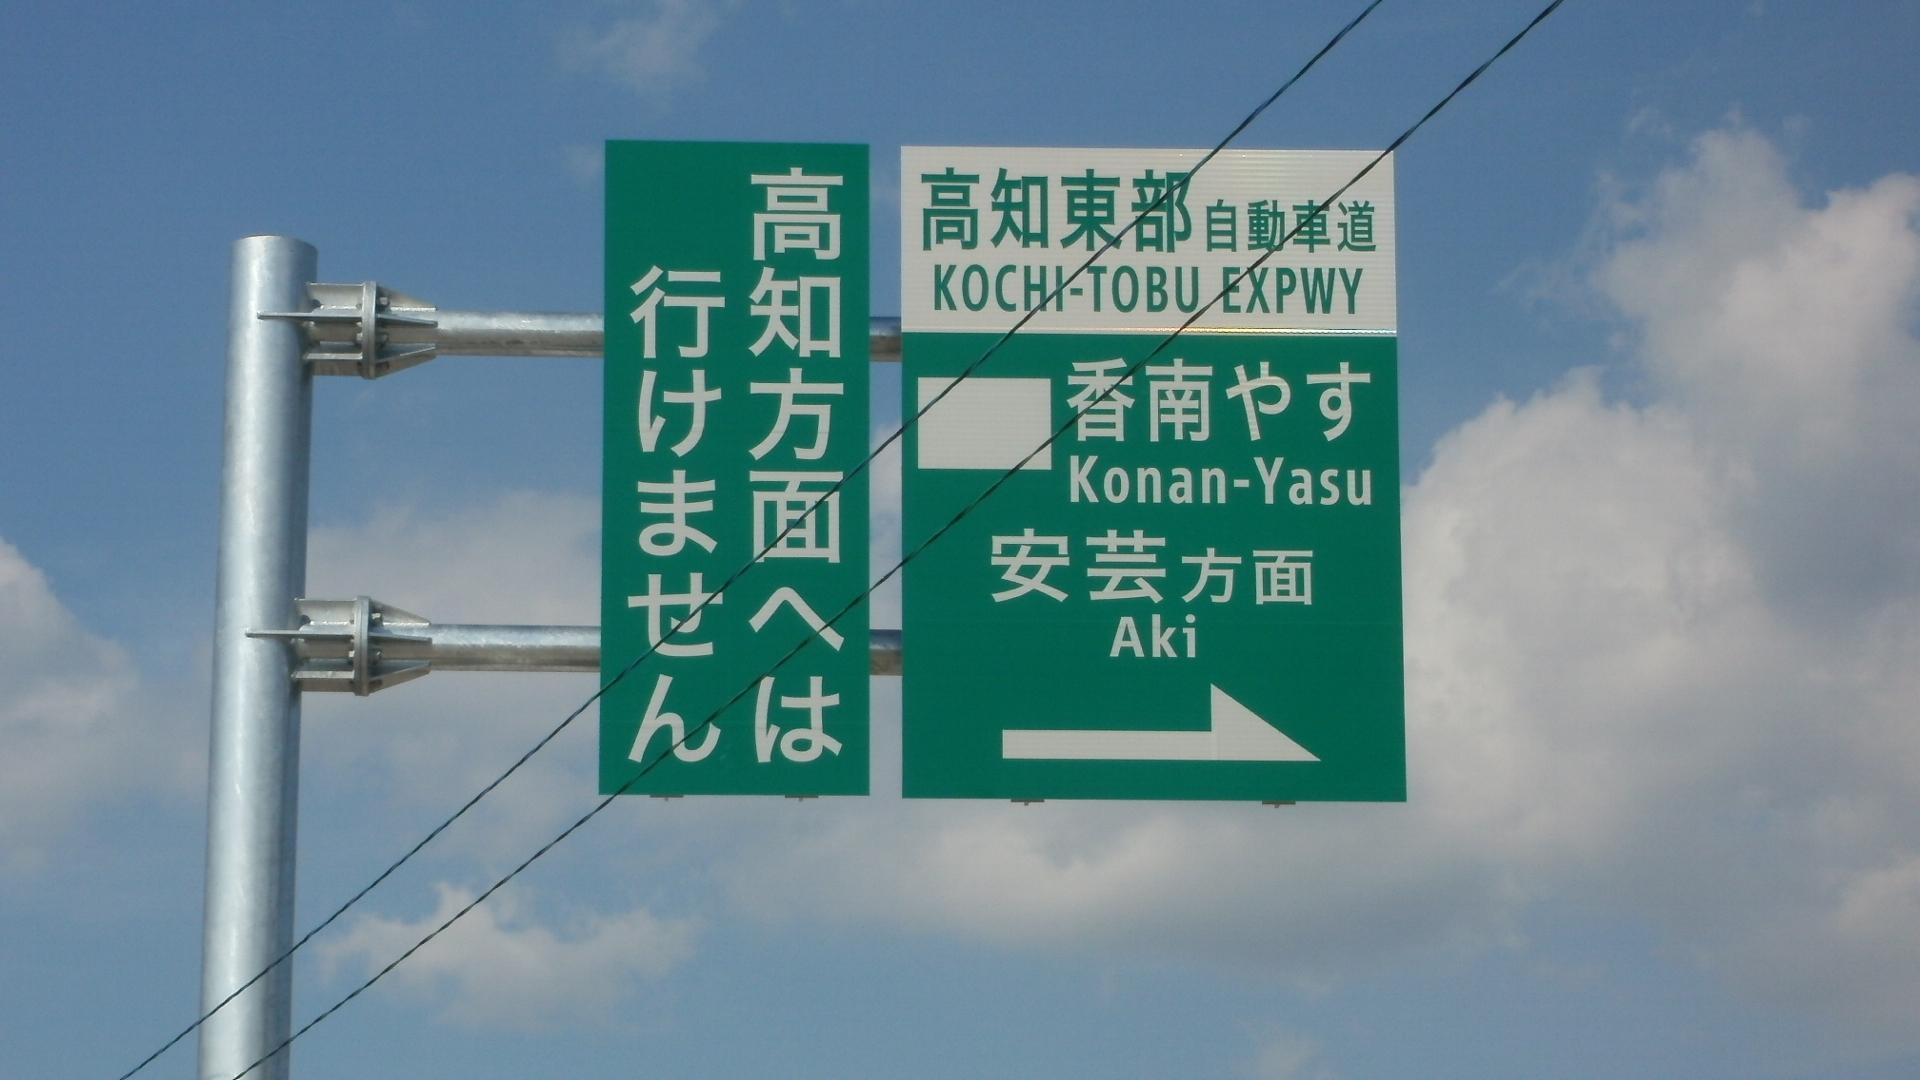 高知方面へは
行けません
高知東部自動車道
KOCHI-TOBU EXPWY
香南やす
Konan-Yasu
安芸方面
Aki